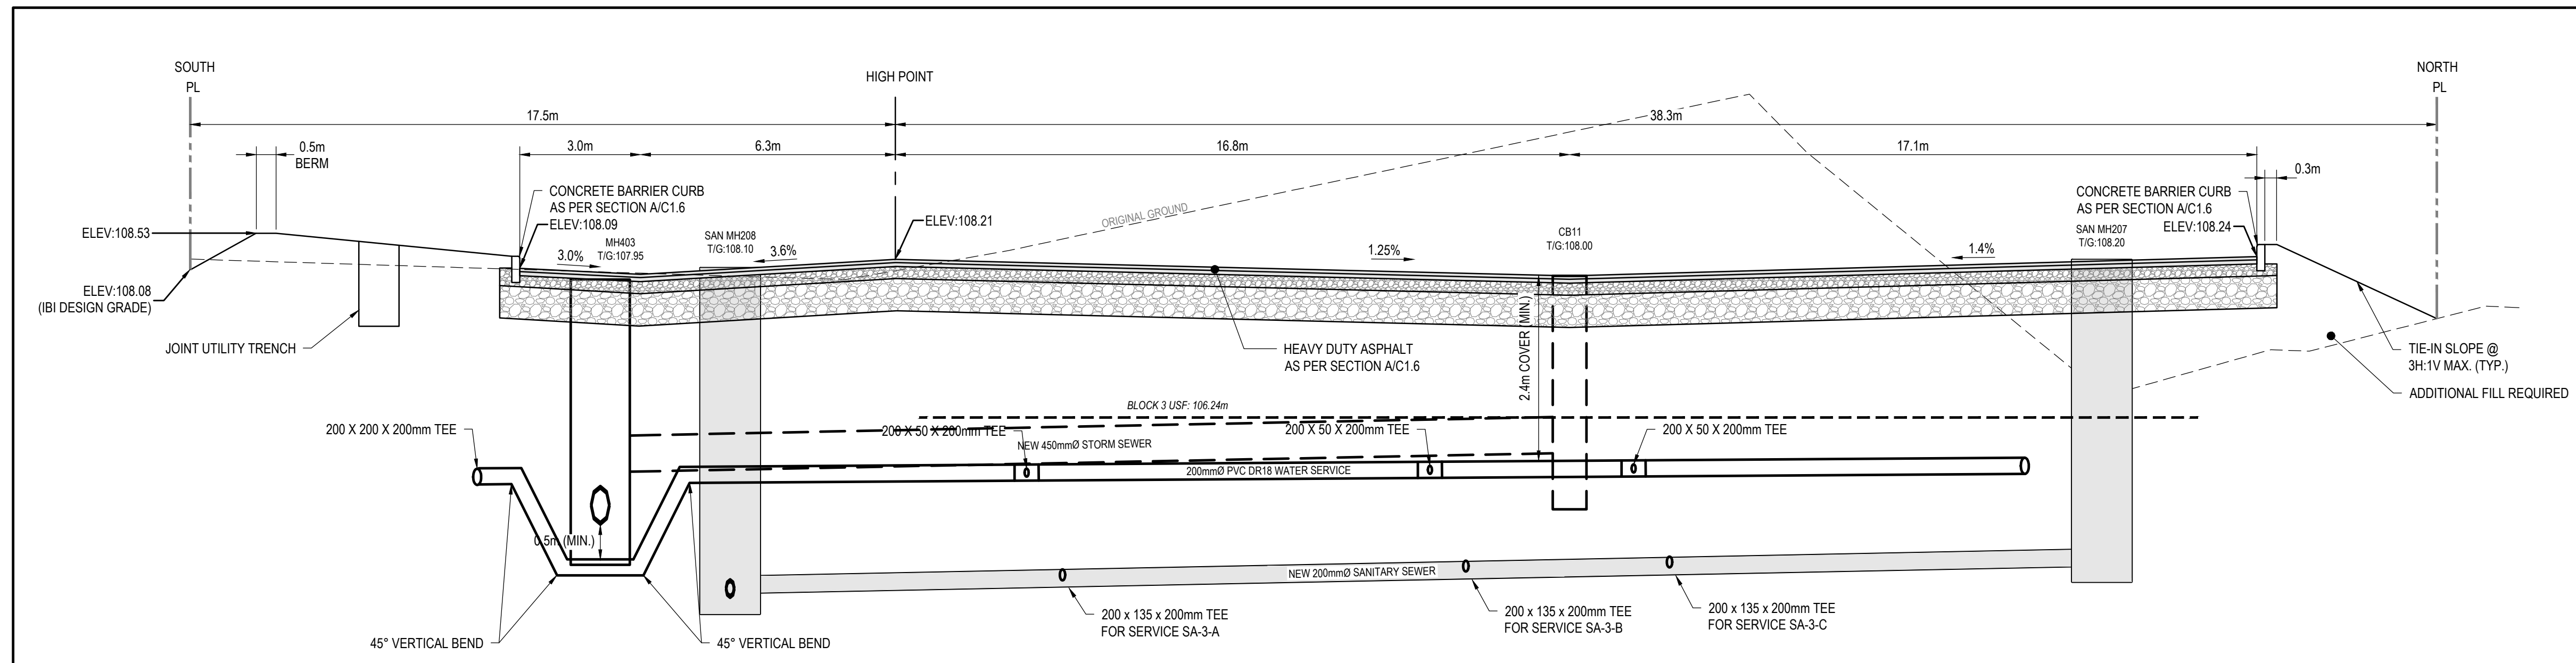 SOUTH
PL
HIGH POINT
NORTH
PL
17.5m
38.3m
0.5m
BERM
3.0m
6.3m
16.8m
17.1m
0.3m
CONCRETE BARRIER CURB
AS PER SECTION A/C1.6
ELEV:108.09
CONCRETE BARRIER CURB
AS PER SECTION A/C1.6
ELEV:108.24
ELEV:108.53
ELEV:108.21
ORIGINAL GROUND
MH403
T/G:107.95
SAN MH208
T/G:108.10
CB11
T/G:108.00
SAN MH207
T/G:108.20
3.0%
3.6%
1.25%
1.4%
ELEV:108.08
(IBI DESIGN GRADE)
JOINT UTILITY TRENCH
HEAVY DUTY ASPHALT
AS PER SECTION A/C1.6
2.4m COVER (MIN.)
TIE-IN SLOPE @
3H:1V MAX. (TYP.)
ADDITIONAL FILL REQUIRED
BLOCK 3 USF: 106.24m
200 X 200 X 200mm TEE
200 X 50 X 200mm TEE
200 X 50 X 200mm TEE
200 X 50 X 200mm TEE
NEW 450mmØ STORM SEWER
200mmØ PVC DR18 WATER SERVICE
0.5m (MIN.)
NEW 200mmØ SANITARY SEWER
200 x 135 x 200mm TEE
FOR SERVICE SA-3-A
200 x 135 x 200mm TEE
FOR SERVICE SA-3-B
200 x 135 x 200mm TEE
FOR SERVICE SA-3-C
45° VERTICAL BEND
45° VERTICAL BEND